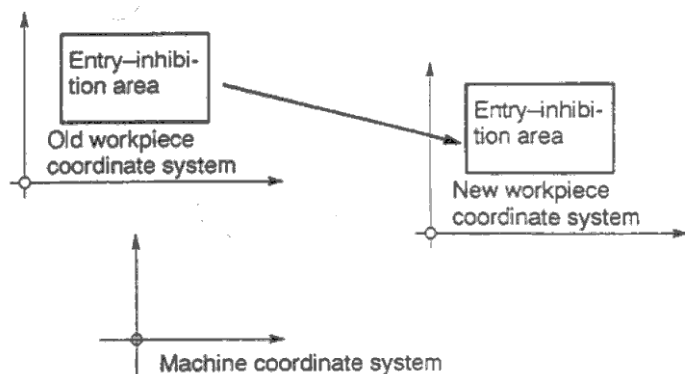 Entry–inhibi-
tion area
Old workpiece
coordinate system
Entry–inhibi-
tion area
New workpiece
coordinate system
Machine coordinate system